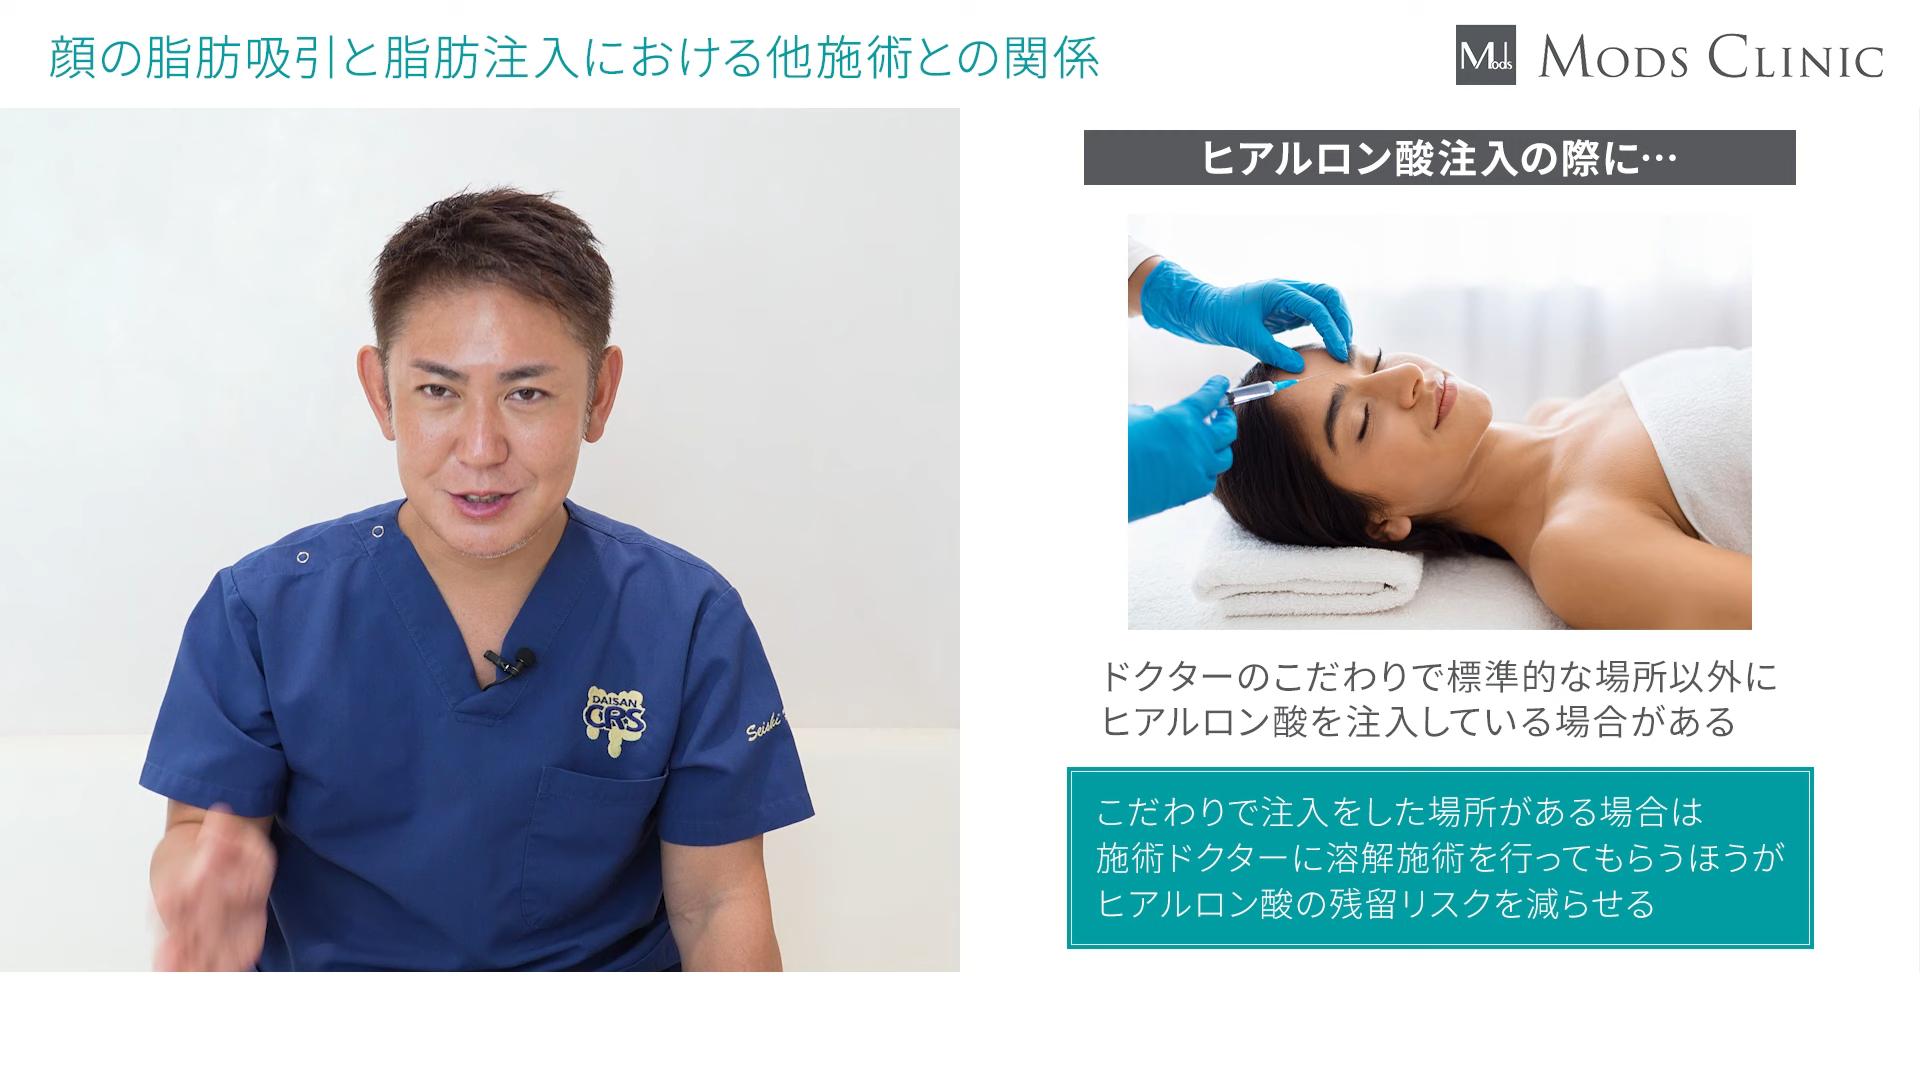 顔の脂肪吸引と脂肪注入における他施術との関係
Mods
MODS CLINIC
ヒアルロン酸注入の際に…
DAISAN
CRS
ドクターのこだわりで標準的な場所以外に
ヒアルロン酸を注入している場合がある
こだわりで注入をした場所がある場合は
施術ドクターに溶解施術を行ってもらうほうが
ヒアルロン酸の残留リスクを減らせる